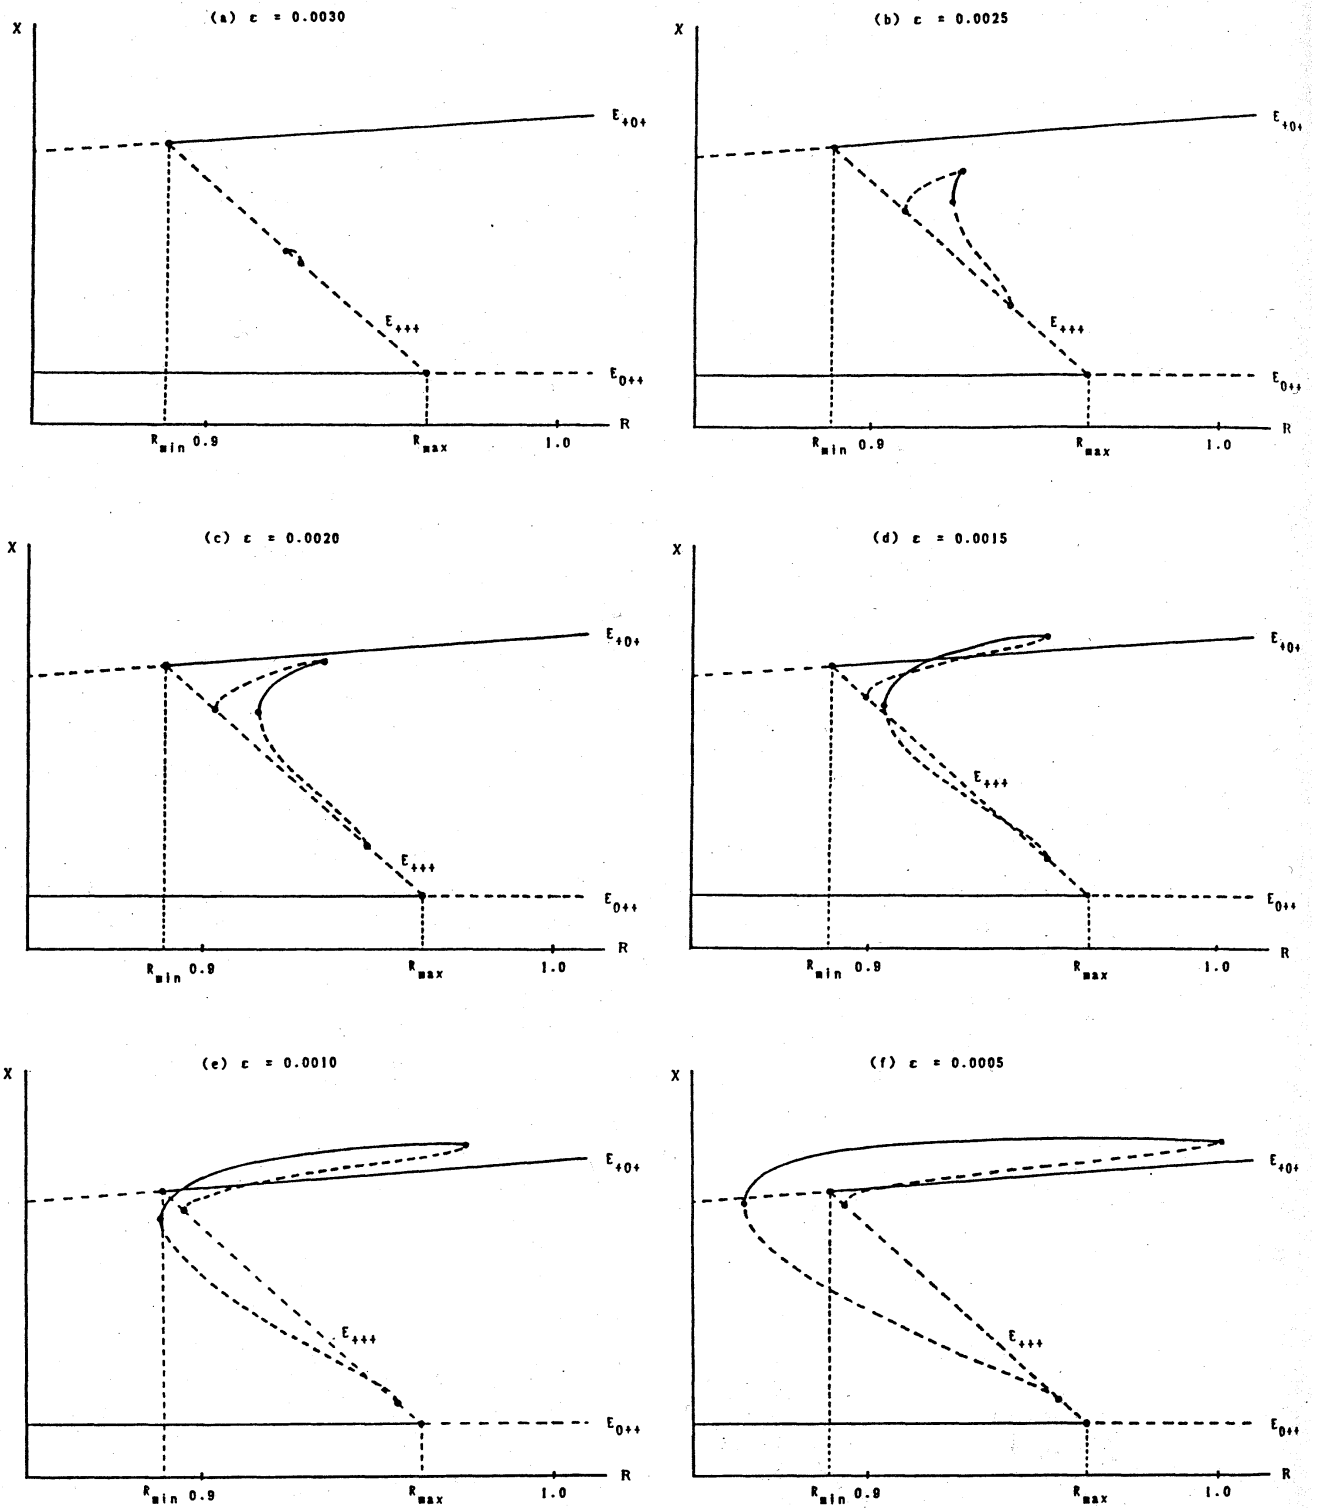 (a) ε = 0.0030
X
E+0+
E+++
E0++
R
Rmin 0.9
Rmax
1.0
(b) ε = 0.0025
X
E+0+
E+++
E0++
R
Rmin 0.9
Rmax
1.0
(c) ε = 0.0020
X
E+0+
E+++
E0++
R
Rmin 0.9
Rmax
1.0
(d) ε = 0.0015
X
E+0+
E+++
E0++
R
Rmin 0.9
Rmax
1.0
(e) ε = 0.0010
X
E+0+
E+++
E0++
R
Rmin 0.9
Rmax
1.0
(f) ε = 0.0005
X
E+0+
E+++
E0++
R
Rmin 0.9
Rmax
1.0